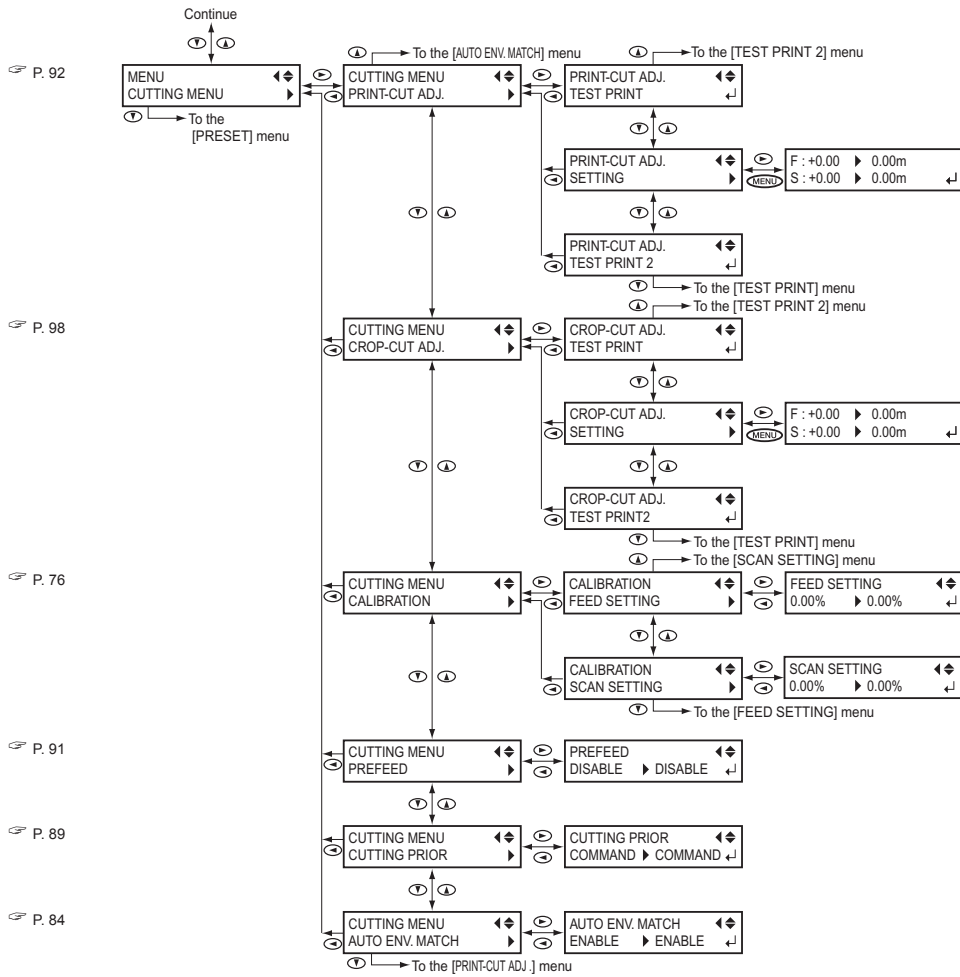 Continue
To the [AUTO ENV. MATCH] menu
To the [TEST PRINT 2] menu
P. 92
MENU
CUTTING MENU
CUTTING MENU
PRINT-CUT ADJ.
PRINT-CUT ADJ.
TEST PRINT
To the
[PRESET] menu
PRINT-CUT ADJ.
SETTING
MENU
F : +0.00 0.00m
S : +0.00 0.00m
PRINT-CUT ADJ.
TEST PRINT 2
To the [TEST PRINT] menu
To the [TEST PRINT 2] menu
P. 98
CUTTING MENU
CROP-CUT ADJ.
CROP-CUT ADJ.
TEST PRINT
CROP-CUT ADJ.
SETTING
MENU
F : +0.00 0.00m
S : +0.00 0.00m
CROP-CUT ADJ.
TEST PRINT2
To the [TEST PRINT] menu
To the [SCAN SETTING] menu
P. 76
CUTTING MENU
CALIBRATION
CALIBRATION
FEED SETTING
FEED SETTING
0.00% 0.00%
CALIBRATION
SCAN SETTING
SCAN SETTING
0.00% 0.00%
To the [FEED SETTING] menu
P. 91
CUTTING MENU
PREFEED
PREFEED
DISABLE DISABLE
P. 89
CUTTING MENU
CUTTING PRIOR
CUTTING PRIOR
COMMAND COMMAND
P. 84
CUTTING MENU
AUTO ENV. MATCH
AUTO ENV. MATCH
ENABLE ENABLE
To the [PRINT-CUT ADJ .] menu